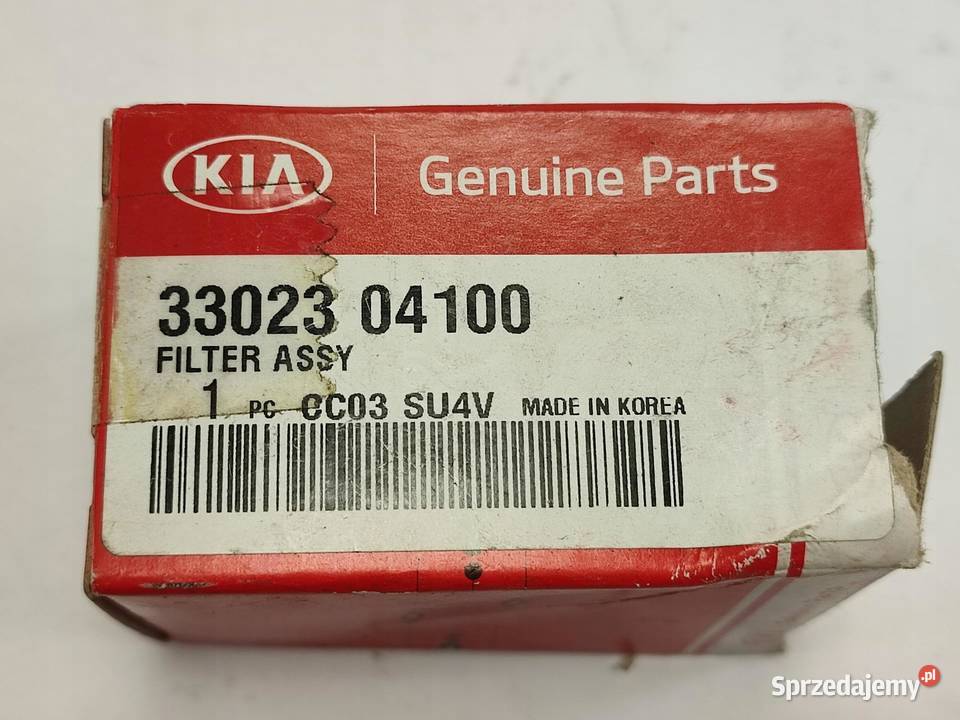 KIA Genuine Parts
33023 04100
FILTER ASSY
1 PC CC03 SU4V MADE IN KOREA
Sprzedajemy.pl